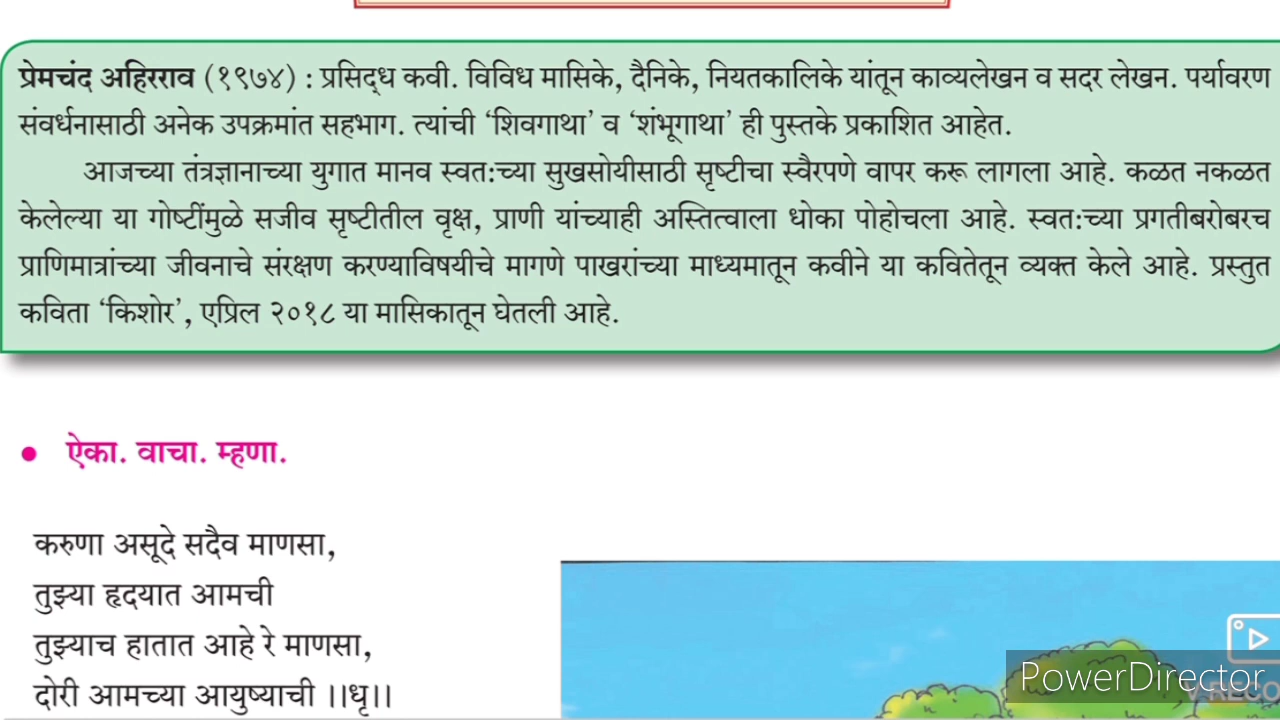 प्रेमचंद अहिरराव (१९७४) : प्रसिद्ध कवी. विविध मासिके, दैनिके, नियतकालिके यांतून काव्यलेखन व सदर लेखन. पर्यावरण
संवर्धनासाठी अनेक उपक्रमांत सहभाग. त्यांची ‘शिवगाथा’ व ‘शंभूगाथा’ ही पुस्तके प्रकाशित आहेत.
आजच्या तंत्रज्ञानाच्या युगात मानव स्वतःच्या सुखसोयीसाठी सृष्टीचा स्वैरपणे वापर करू लागला आहे. कळत नकळत
केलेल्या या गोष्टींमुळे सजीव सृष्टीतील वृक्ष, प्राणी यांच्याही अस्तित्वाला धोका पोहोचला आहे. स्वतःच्या प्रगतीबरोबरच
प्राणिमात्रांच्या जीवनाचे संरक्षण करण्याविषयीचे मागणे पाखरांच्या माध्यमातून कवीने या कवितेतून व्यक्त केले आहे. प्रस्तुत
कविता ‘किशोर’, एप्रिल २०१८ या मासिकातून घेतली आहे.
• ऐका. वाचा. म्हणा.
करुणा असूदे सदैव माणसा,
तुझ्या हृदयात आमची
तुझ्याच हातात आहे रे माणसा,
दोरी आमच्या आयुष्याची ।।धृ।।
PowerDirector